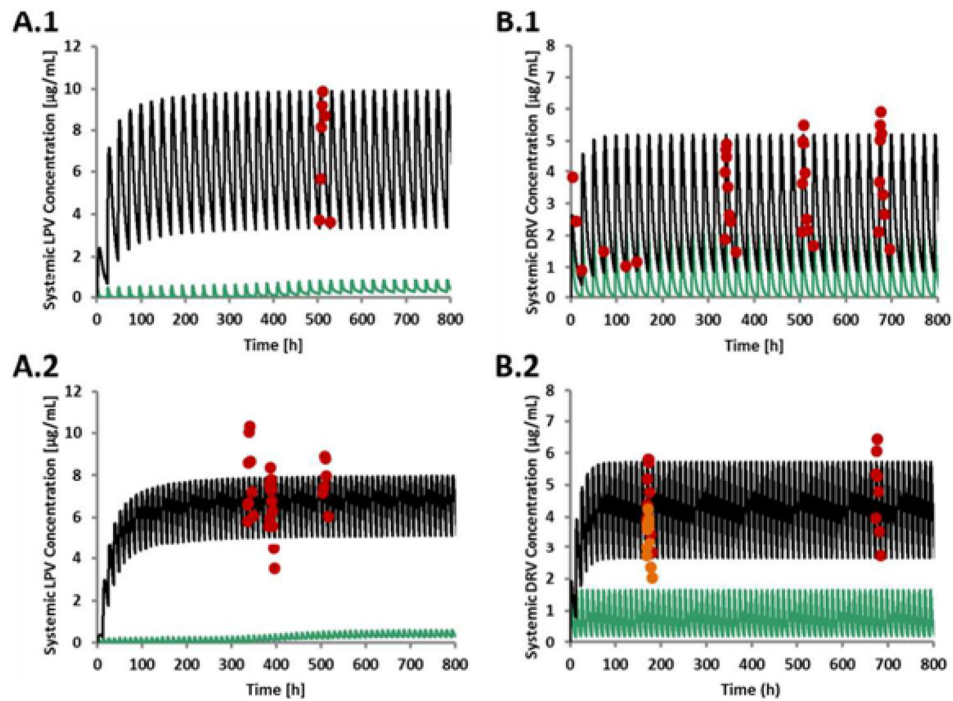 A.1
Systemic LPV Concentration [µg/mL]
12
10
8
6
4
2
0
0 100 200 300 400 500 600 700 800
Time [h]
B.1
Systemic DRV Concentration [µg/mL]
8
7
6
5
4
3
2
1
0
0 100 200 300 400 500 600 700 800
Time [h]
A.2
Systemic LPV Concentration [µg/mL]
12
10
8
6
4
2
0
0 100 200 300 400 500 600 700 800
Time [h]
B.2
Systemic DRV Concentration (µg/mL)
8
7
6
5
4
3
2
1
0
0 100 200 300 400 500 600 700 800
Time (h)